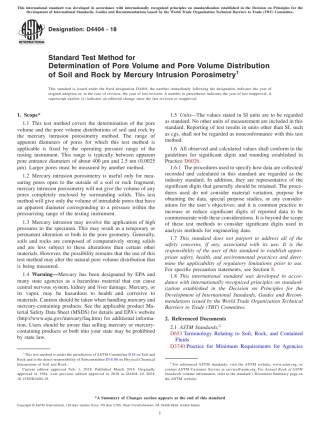 This international standard was developed in accordance with internationally recognized principles on standardization established in the Decision on Principles for the
Development of International Standards, Guides and Recommendations issued by the World Trade Organization Technical Barriers to Trade (TBT) Committee.
Designation: D4404 − 18
INTERNATIONAL
Standard Test Method for
Determination of Pore Volume and Pore Volume Distribution
of Soil and Rock by Mercury Intrusion Porosimetry1
This standard is issued under the fixed designation D4404; the number immediately following the designation indicates the year of
original adoption or, in the case of revision, the year of last revision. A number in parentheses indicates the year of last reapproval. A
superscript epsilon (ε) indicates an editorial change since the last revision or reapproval.
1. Scope*
1.1 This test method covers the determination of the pore
volume and the pore volume distributions of soil and rock by
the mercury intrusion porosimetry method. The range of
apparent diameters of pores for which this test method is
applicable is fixed by the operating pressure range of the
testing instrument. This range is typically between apparent
pore entrance diameters of about 400 μm and 2.5 nm (0.0025
μm). Larger pores must be measured by another method.
1.2 Mercury intrusion porosimetry is useful only for mea-
suring pores open to the outside of a soil or rock fragment;
mercury intrusion porosimetry will not give the volume of any
pores completely enclosed by surrounding solids. This test
method will give only the volume of intrudable pores that have
an apparent diameter corresponding to a pressure within the
pressurizing range of the testing instrument.
1.3 Mercury intrusion may involve the application of high
pressures to the specimen. This may result in a temporary or
permanent alteration or both in the pore geometry. Generally,
soils and rocks are composed of comparatively strong solids
and are less subject to these alterations than certain other
materials. However, the possibility remains that the use of this
test method may alter the natural pore volume distribution that
is being measured.
1.4 Warning—Mercury has been designated by EPA and
many state agencies as a hazardous material that can cause
central nervous system, kidney and liver damage. Mercury, or
its vapor, may be hazardous to health and corrosive to
materials. Caution should be taken when handling mercury and
mercury-containing products. See the applicable product Ma-
terial Safety Data Sheet (MSDS) for details and EPA's website
(http://www.epa.gov/mercury/faq.htm) for additional informa-
tion. Users should be aware that selling mercury or mercury-
containing products or both into your state may be prohibited
by state law.
1 This test method is under the jurisdiction of ASTM Committee D18 on Soil and
Rock and is the direct responsibility of Subcommittee D18.06 on Physical-Chemical
Interactions of Soil and Rock.
Current edition approved Feb. 1, 2018. Published March 2018. Originally
approved in 1984. Last previous edition approved in 2010 as D4404–10.
1.5 Units—The values stated in SI units are to be regarded
as standard. No other units of measurement are included in this
standard. Reporting of test results in units other than SI, such
as cgs, shall not be regarded as nonconformance with this test
method.
1.6 All observed and calculated values shall conform to the
guidelines for significant digits and rounding established in
Practice D6026.
1.6.1 The procedures used to specify how data are collected/
recorded and calculated in this standard are regarded as the
industry standard. In addition, they are representative of the
significant digits that generally should be retained. The proce-
dures used do not consider material variation, purpose for
obtaining the data, special purpose studies, or any consider-
ations for the user's objectives; and it is common practice to
increase or reduce significant digits of reported data to be
commensurate with these considerations. It is beyond the scope
of these test methods to consider significant digits used in
analysis methods for engineering data.
1.7 This standard does not purport to address all of the
safety concerns, if any, associated with its use. It is the
responsibility of the user of this standard to establish appro-
priate safety, health, and environmental practices and deter-
mine the applicability of regulatory limitations prior to use.
For specific precautionary statements, see Section 8.
1.8 This international standard was developed in accor-
dance with internationally recognized principles on standard-
ization established in the Decision on Principles for the
Development of International Standards, Guides and Recom-
mendations issued by the World Trade Organization Technical
Barriers to Trade (TBT) Committee.
2. Referenced Documents
2.1 ASTM Standards:2
D653 Terminology Relating to Soil, Rock, and Contained
Fluids
D3740 Practice for Minimum Requirements for Agencies
2 For referenced ASTM standards, visit the ASTM website, www.astm.org, or
contact ASTM Customer Service at service@astm.org. For Annual Book of ASTM
Standards volume information, refer to the standard's Document Summary page on
the ASTM website.
*A Summary of Changes section appears at the end of this standard
Copyright © ASTM International, 100 Barr Harbor Drive, PO Box C700, West Conshohocken, PA 19428-2959. United States
1